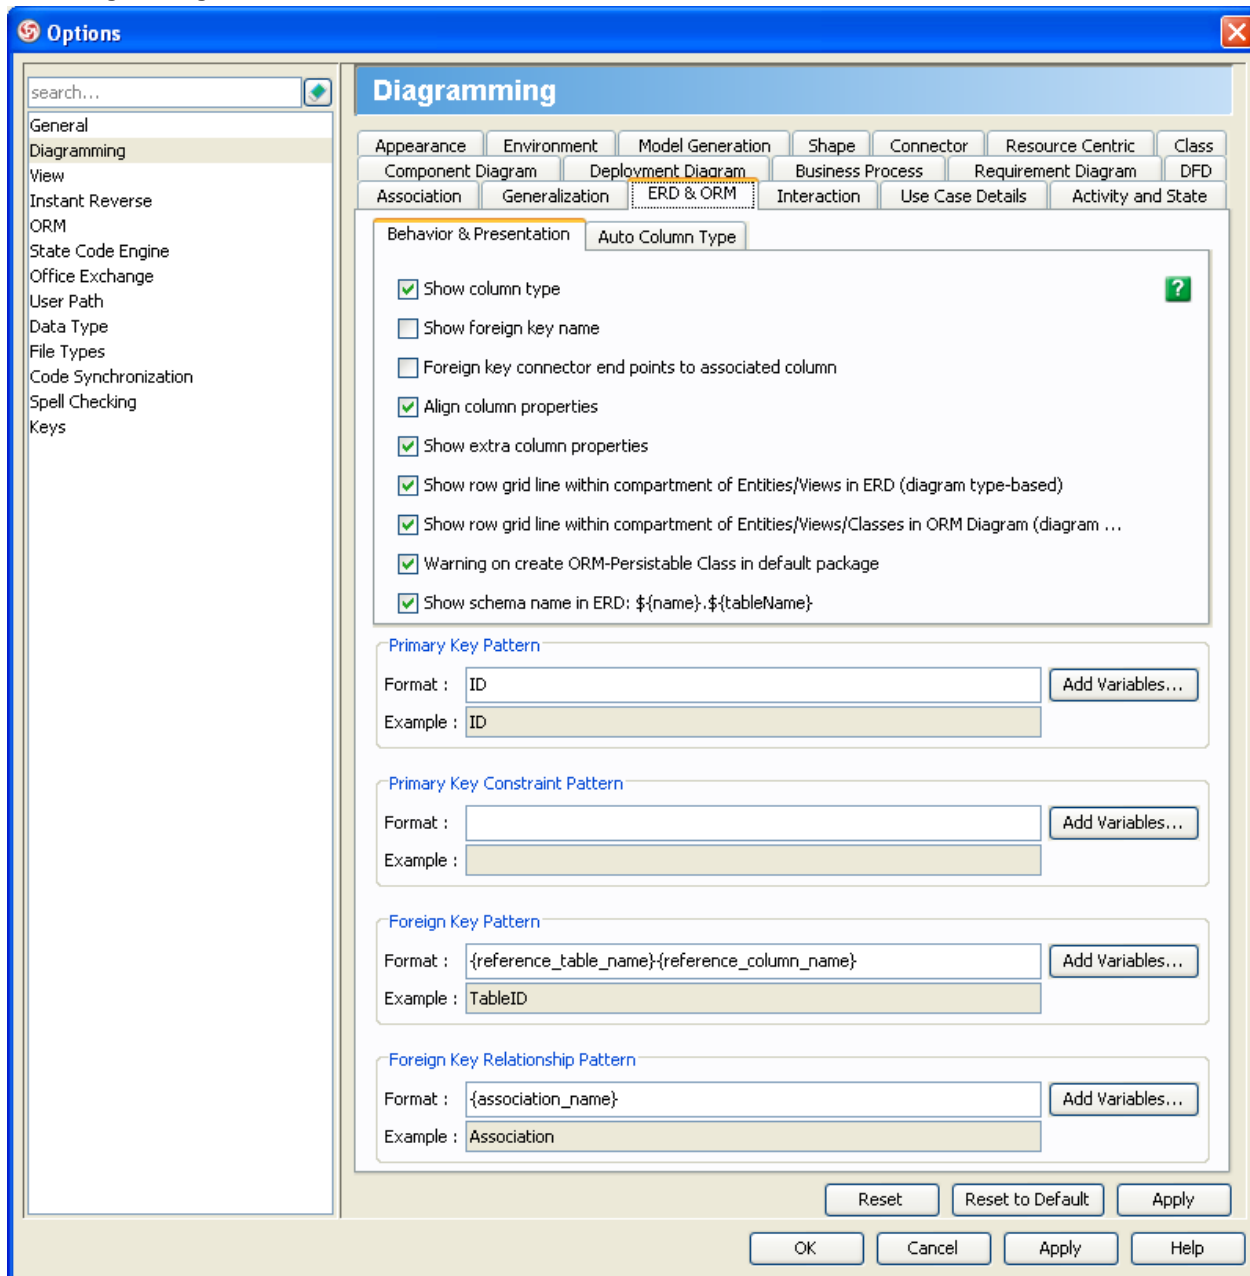 Options
search...
General
Diagramming
View
Instant Reverse
ORM
State Code Engine
Office Exchange
User Path
Data Type
File Types
Code Synchronization
Spell Checking
Keys
Diagramming
Appearance Environment Model Generation Shape Connector Resource Centric Class
Component Diagram Deployment Diagram Business Process Requirement Diagram DFD
Association Generalization ERD & ORM Interaction Use Case Details Activity and State
Behavior & Presentation Auto Column Type
Show column type ?
Show foreign key name
Foreign key connector end points to associated column
Align column properties
Show extra column properties
Show row grid line within compartment of Entities/Views in ERD (diagram type-based)
Show row grid line within compartment of Entities/Views/Classes in ORM Diagram (diagram ...
Warning on create ORM-Persistable Class in default package
Show schema name in ERD: ${name}.${tableName}
Primary Key Pattern
Format : ID Add Variables...
Example : ID
Primary Key Constraint Pattern
Format : Add Variables...
Example :
Foreign Key Pattern
Format : {reference_table_name}{reference_column_name} Add Variables...
Example : TableID
Foreign Key Relationship Pattern
Format : {association_name} Add Variables...
Example : Association
Reset Reset to Default Apply
OK Cancel Apply Help